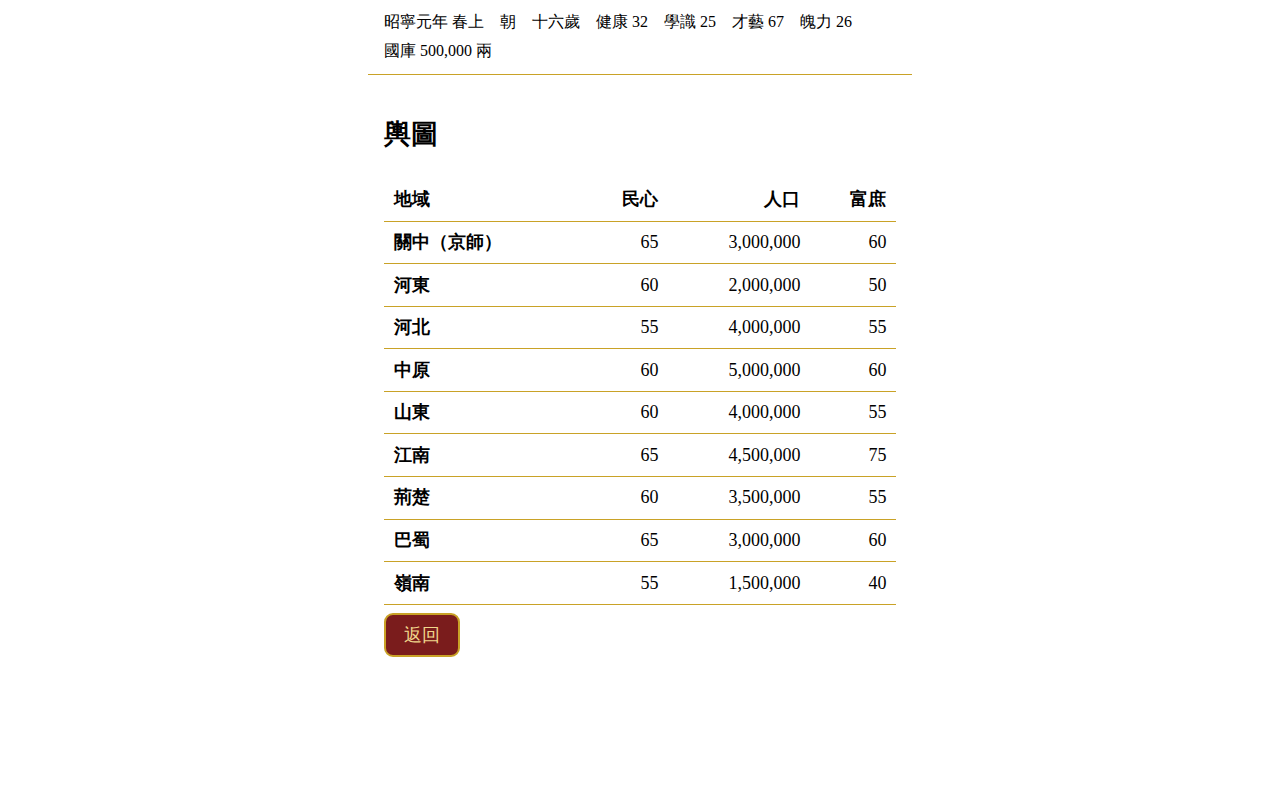 昭寧元年 春上　朝　十六歲　健康 32　學識 25　才藝 67　魄力 26
國庫 500,000 兩
輿圖
地域 民心 人口 富庶
關中（京師） 65 3,000,000 60
河東 60 2,000,000 50
河北 55 4,000,000 55
中原 60 5,000,000 60
山東 60 4,000,000 55
江南 65 4,500,000 75
荊楚 60 3,500,000 55
巴蜀 65 3,000,000 60
嶺南 55 1,500,000 40
返回